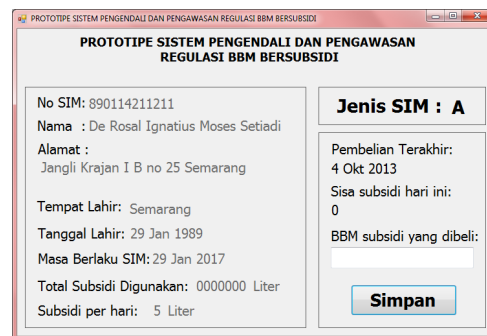 PROTOTIPE SISTEM PENGENDALI DAN PENGAWASAN REGULASI BBM BERSUBSIDI
PROTOTIPE SISTEM PENGENDALI DAN PENGAWASAN
REGULASI BBM BERSUBSIDI
No SIM: 890114211211
Nama : De Rosal Ignatius Moses Setiadi
Alamat :
Jangli Krajan I B no 25 Semarang
Tempat Lahir: Semarang
Tanggal Lahir: 29 Jan 1989
Masa Berlaku SIM: 29 Jan 2017
Total Subsidi Digunakan: 0000000 Liter
Subsidi per hari: 5 Liter
Jenis SIM : A
Pembelian Terakhir:
4 Okt 2013
Sisa subsidi hari ini:
0
BBM subsidi yang dibeli:
Simpan